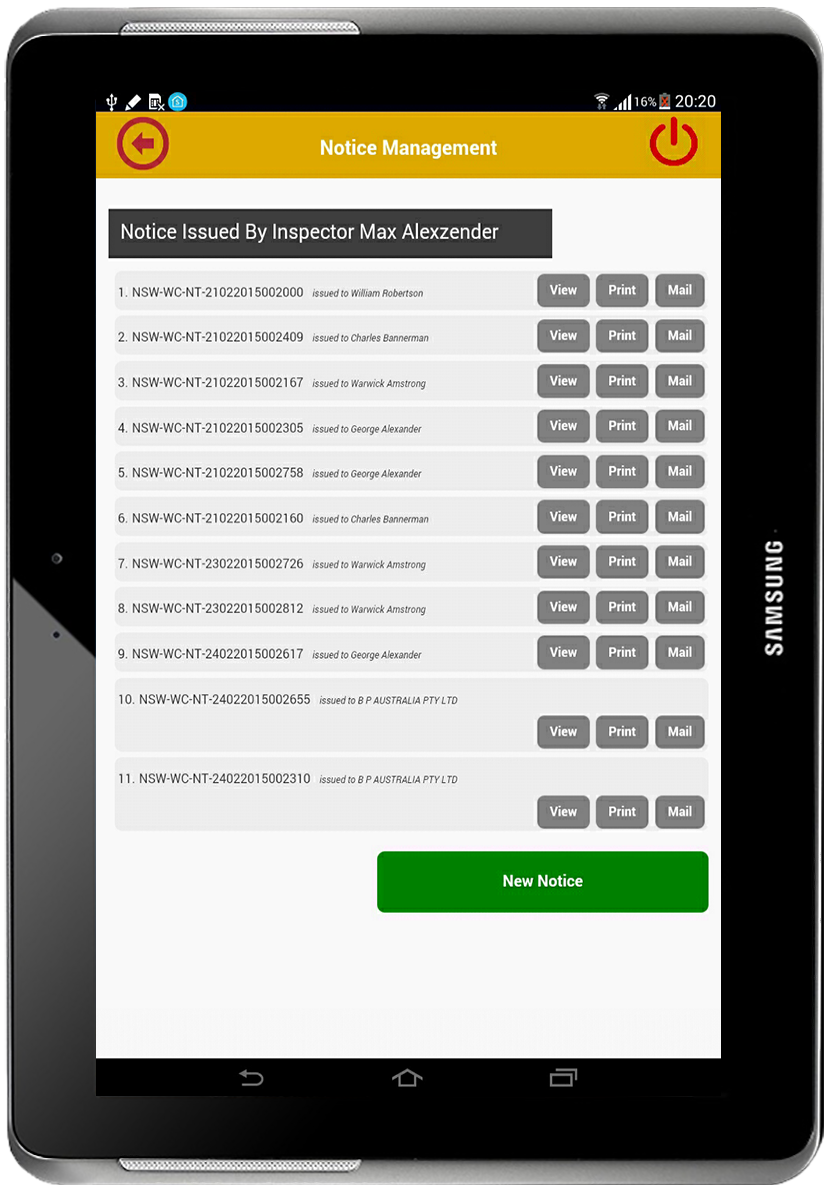 16% 20:20
Notice Management
Notice Issued By Inspector Max Alexzender
1. NSW-WC-NT-21022015002000 issued to William Robertson View Print Mail
2. NSW-WC-NT-21022015002409 issued to Charles Bannerman View Print Mail
3. NSW-WC-NT-21022015002167 issued to Warwick Amstrong View Print Mail
4. NSW-WC-NT-21022015002305 issued to George Alexander View Print Mail
5. NSW-WC-NT-21022015002758 issued to George Alexander View Print Mail
6. NSW-WC-NT-21022015002160 issued to Charles Bannerman View Print Mail
7. NSW-WC-NT-23022015002726 issued to Warwick Amstrong View Print Mail
8. NSW-WC-NT-23022015002812 issued to Warwick Amstrong View Print Mail
9. NSW-WC-NT-24022015002617 issued to George Alexander View Print Mail
10. NSW-WC-NT-24022015002655 issued to B P AUSTRALIA PTY LTD
View Print Mail
11. NSW-WC-NT-24022015002310 issued to B P AUSTRALIA PTY LTD
View Print Mail
New Notice
SAMSUNG